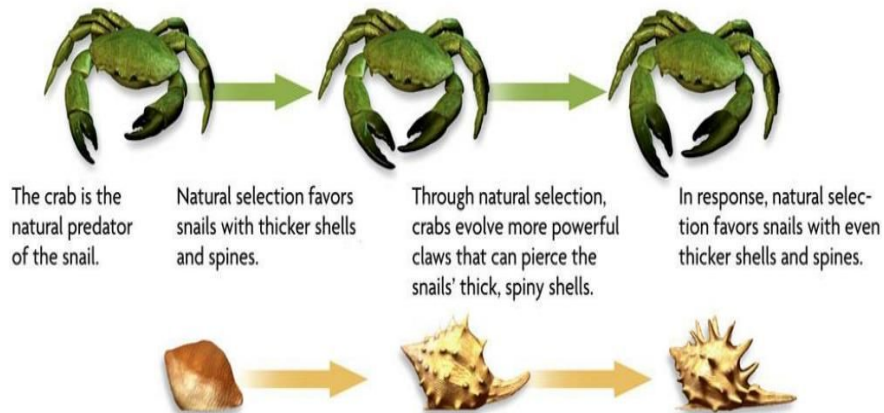 The crab is the
natural predator
of the snail.
Natural selection favors
snails with thicker shells
and spines.
Through natural selection,
crabs evolve more powerful
claws that can pierce the
snails' thick, spiny shells.
In response, natural selec-
tion favors snails with even
thicker shells and spines.